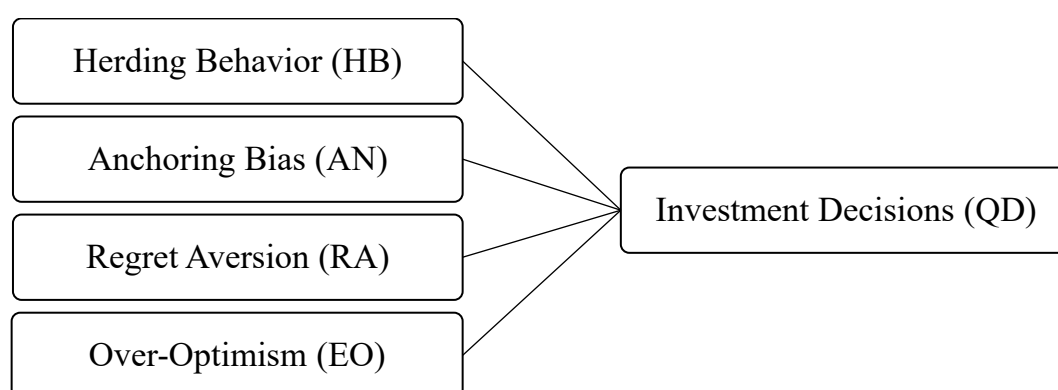 Herding Behavior (HB)
Anchoring Bias (AN)
Regret Aversion (RA)
Over-Optimism (EO)
Investment Decisions (QD)